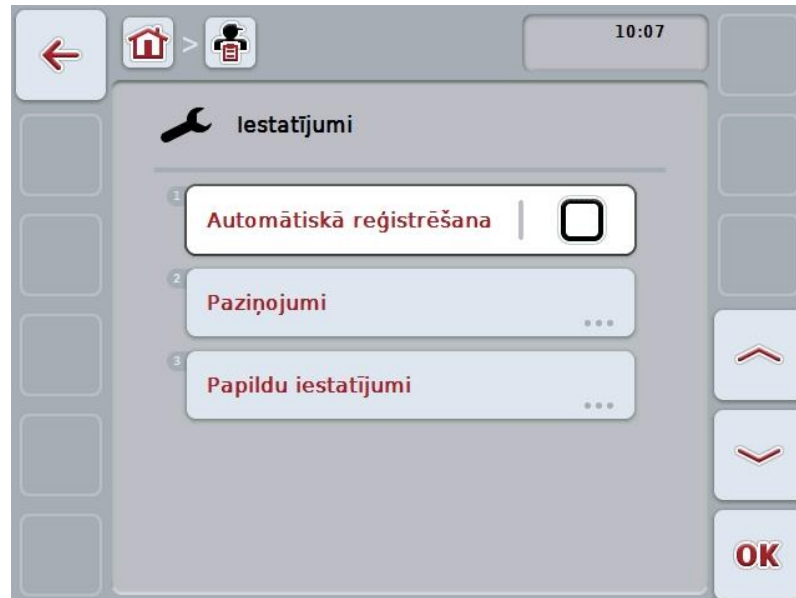 >
10:07
Iestatījumi
1
Automātiskā reģistrēšana
2
Paziņojumi
...
3
Papildu iestatījumi
...
OK